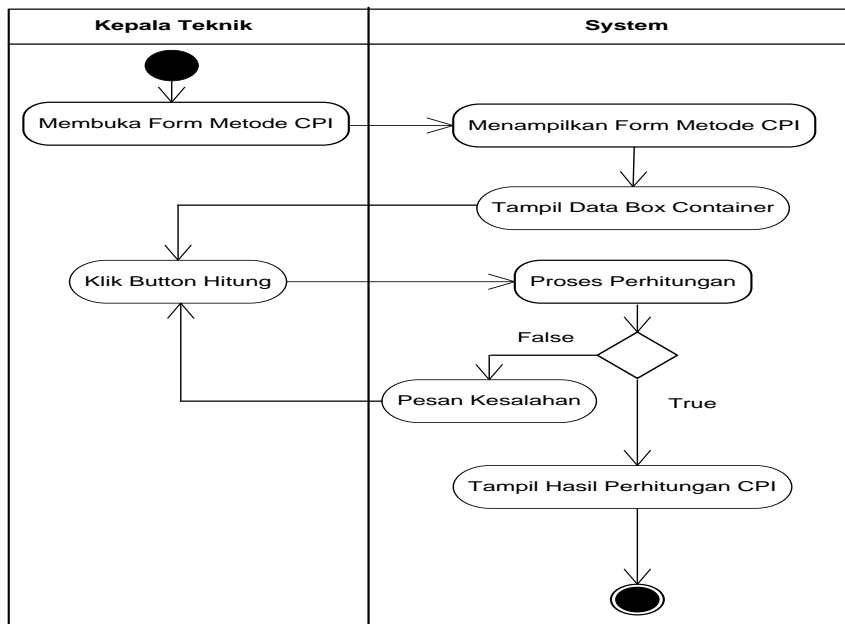 Kepala Teknik
System
Membuka Form Metode CPI
Menampilkan Form Metode CPI
Tampil Data Box Container
Klik Button Hitung
Proses Perhitungan
False
Pesan Kesalahan
True
Tampil Hasil Perhitungan CPI